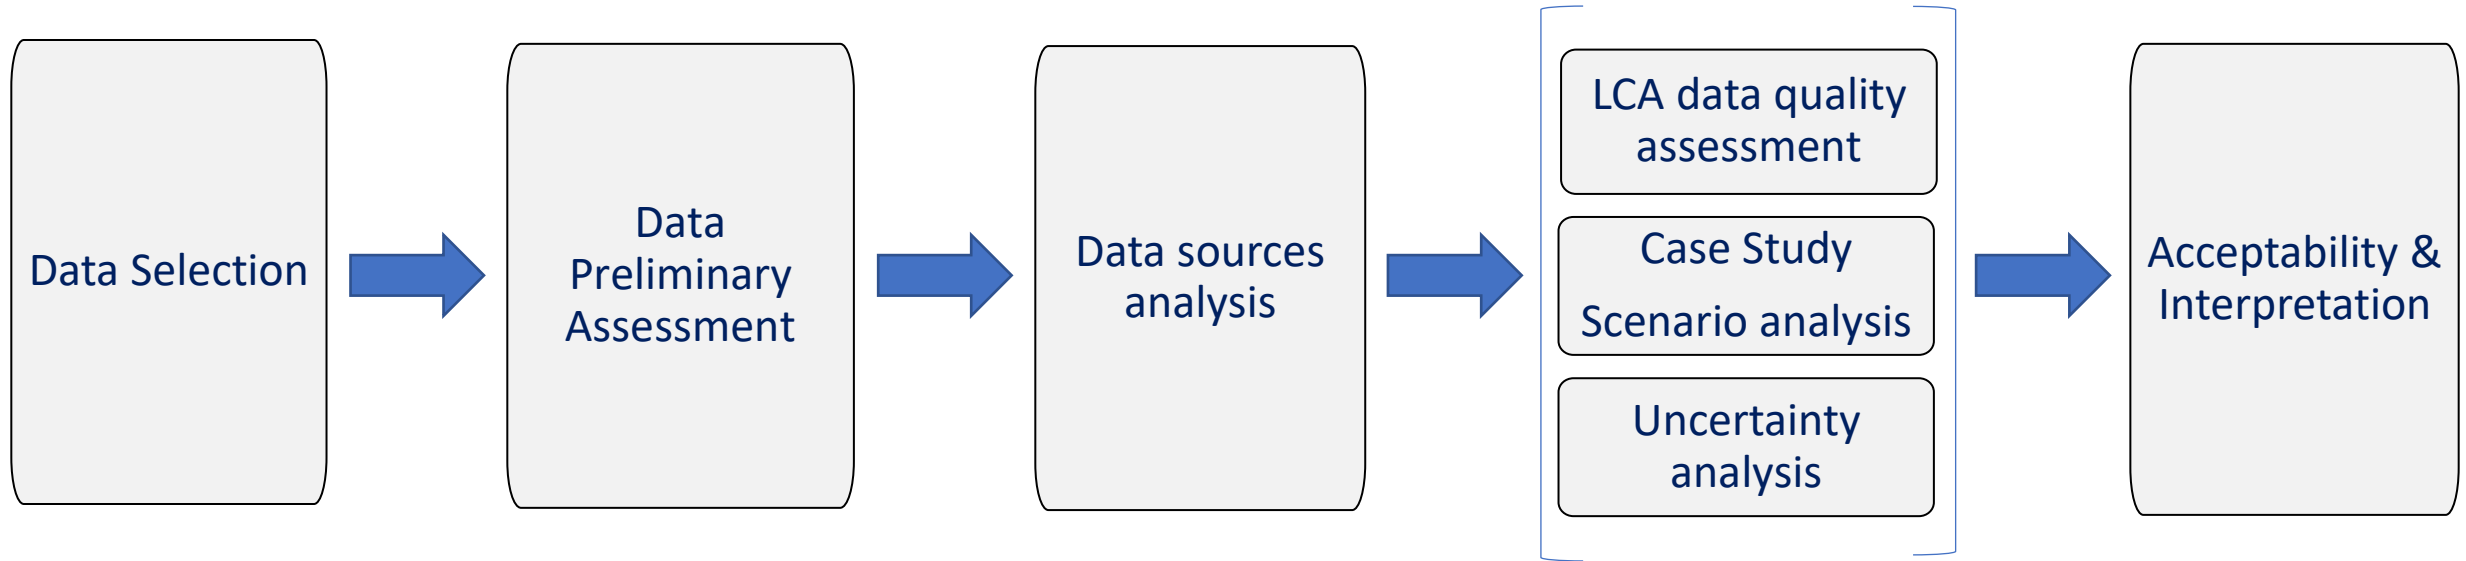 Data Selection
Data
Preliminary
Assessment
Data sources
analysis
LCA data quality
assessment
Case Study
Scenario analysis
Uncertainty
analysis
Acceptability &
Interpretation